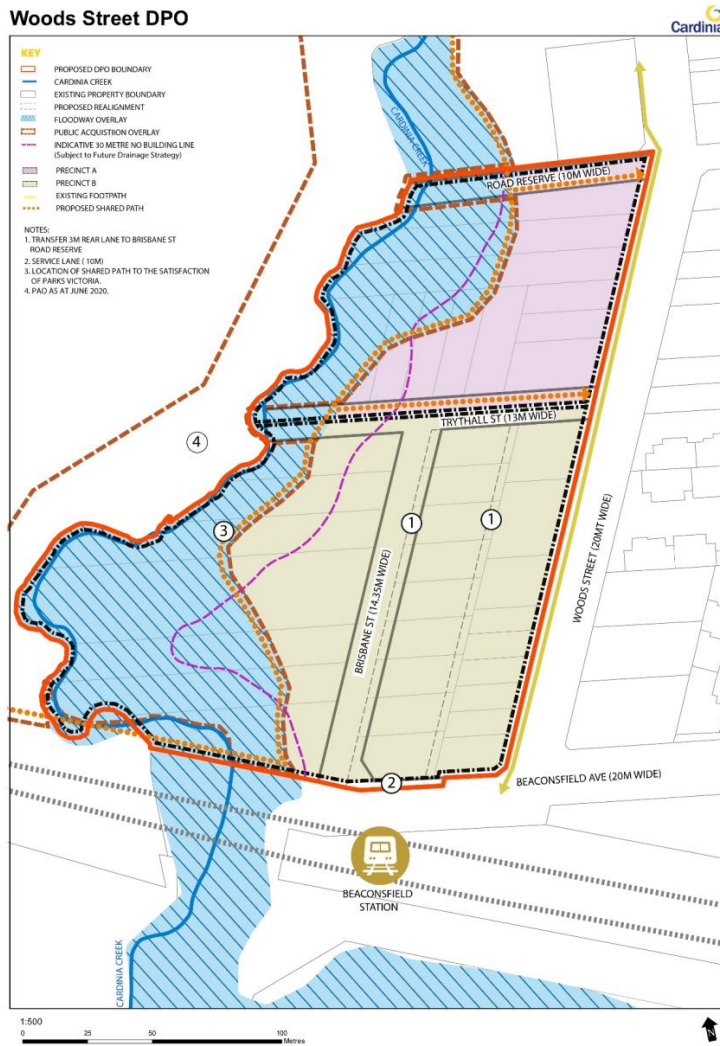 Woods Street DPO
Cardinia
KEY
PROPOSED DPO BOUNDARY
CARDINIA CREEK
EXISTING PROPERTY BOUNDARY
PROPOSED REALIGNMENT
FLOODWAY OVERLAY
PUBLIC ACQUISTIION OVERLAY
INDICATIVE 30 METRE NO BUILDING LINE
(Subject to Future Drainage Strategy)
PRECINCT A
PRECINCT B
EXISTING FOOTPATH
PROPOSED SHARED PATH
NOTES:
1. TRANSFER 3M REAR LANE TO BRISBANE ST
ROAD RESERVE
2. SERVICE LANE ( 10M)
3. LOCATION OF SHARED PATH TO THE SATISFACTION
OF PARKS VICTORIA.
4. PAO AS AT JUNE 2020.
CARDINIA CREEK
ROAD RESERVE (10M WIDE)
TRYTHALL ST (13M WIDE)
4
3
1
1
BRISBANE ST (14.35M WIDE)
WOODS STREET (20MT WIDE)
2
BEACONSFIELD AVE (20M WIDE)
BEACONSFIELD
STATION
CARDINIA CREEK
1:500
0 25 50 100
Metres
N